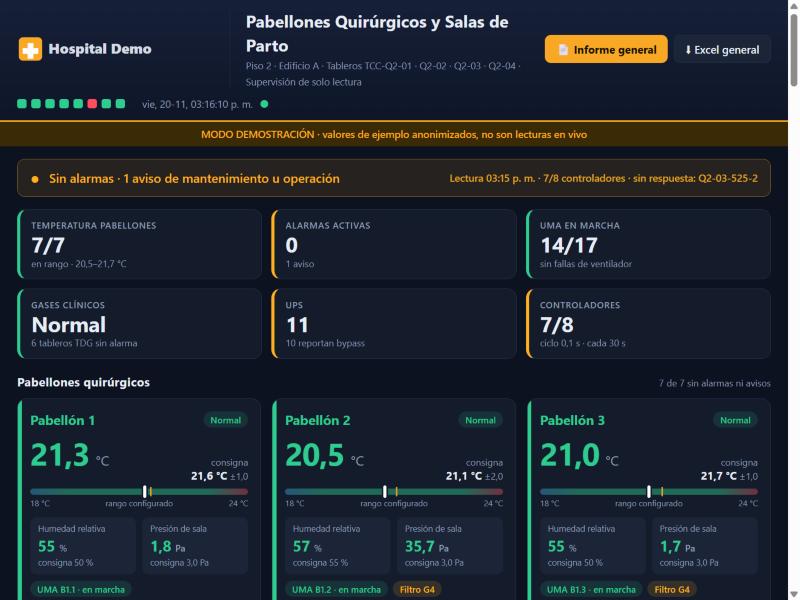 Hospital Demo
Pabellones Quirúrgicos y Salas de
Parto
Piso 2 · Edificio A · Tableros TCC-Q2-01 · Q2-02 · Q2-03 · Q2-04 ·
Supervisión de solo lectura
Informe general
Excel general
vie, 20-11, 03:16:10 p. m.
MODO DEMOSTRACIÓN · valores de ejemplo anonimizados, no son lecturas en vivo
Sin alarmas · 1 aviso de mantenimiento u operación
Lectura 03:15 p. m. · 7/8 controladores · sin respuesta: Q2-03-525-2
TEMPERATURA PABELLONES
7/7
en rango · 20,5–21,7 °C
ALARMAS ACTIVAS
0
1 aviso
UMA EN MARCHA
14/17
sin fallas de ventilador
GASES CLÍNICOS
Normal
6 tableros TDG sin alarma
UPS
11
10 reportan bypass
CONTROLADORES
7/8
ciclo 0,1 s · cada 30 s
Pabellones quirúrgicos
7 de 7 sin alarmas ni avisos
Pabellón 1
Normal
21,3 °C
consigna
21,6 °C ±1,0
18 °C
rango configurado
24 °C
Humedad relativa
55 %
consigna 50 %
Presión de sala
1,8 Pa
consigna 3,0 Pa
UMA B1.1 · en marcha
Pabellón 2
Normal
20,5 °C
consigna
21,1 °C ±2,0
18 °C
rango configurado
24 °C
Humedad relativa
57 %
consigna 55 %
Presión de sala
35,7 Pa
consigna 3,0 Pa
UMA B1.2 · en marcha
Filtro G4
Pabellón 3
Normal
21,0 °C
consigna
21,7 °C ±1,0
18 °C
rango configurado
24 °C
Humedad relativa
55 %
consigna 50 %
Presión de sala
1,7 Pa
consigna 3,0 Pa
UMA B1.3 · en marcha
Filtro G4